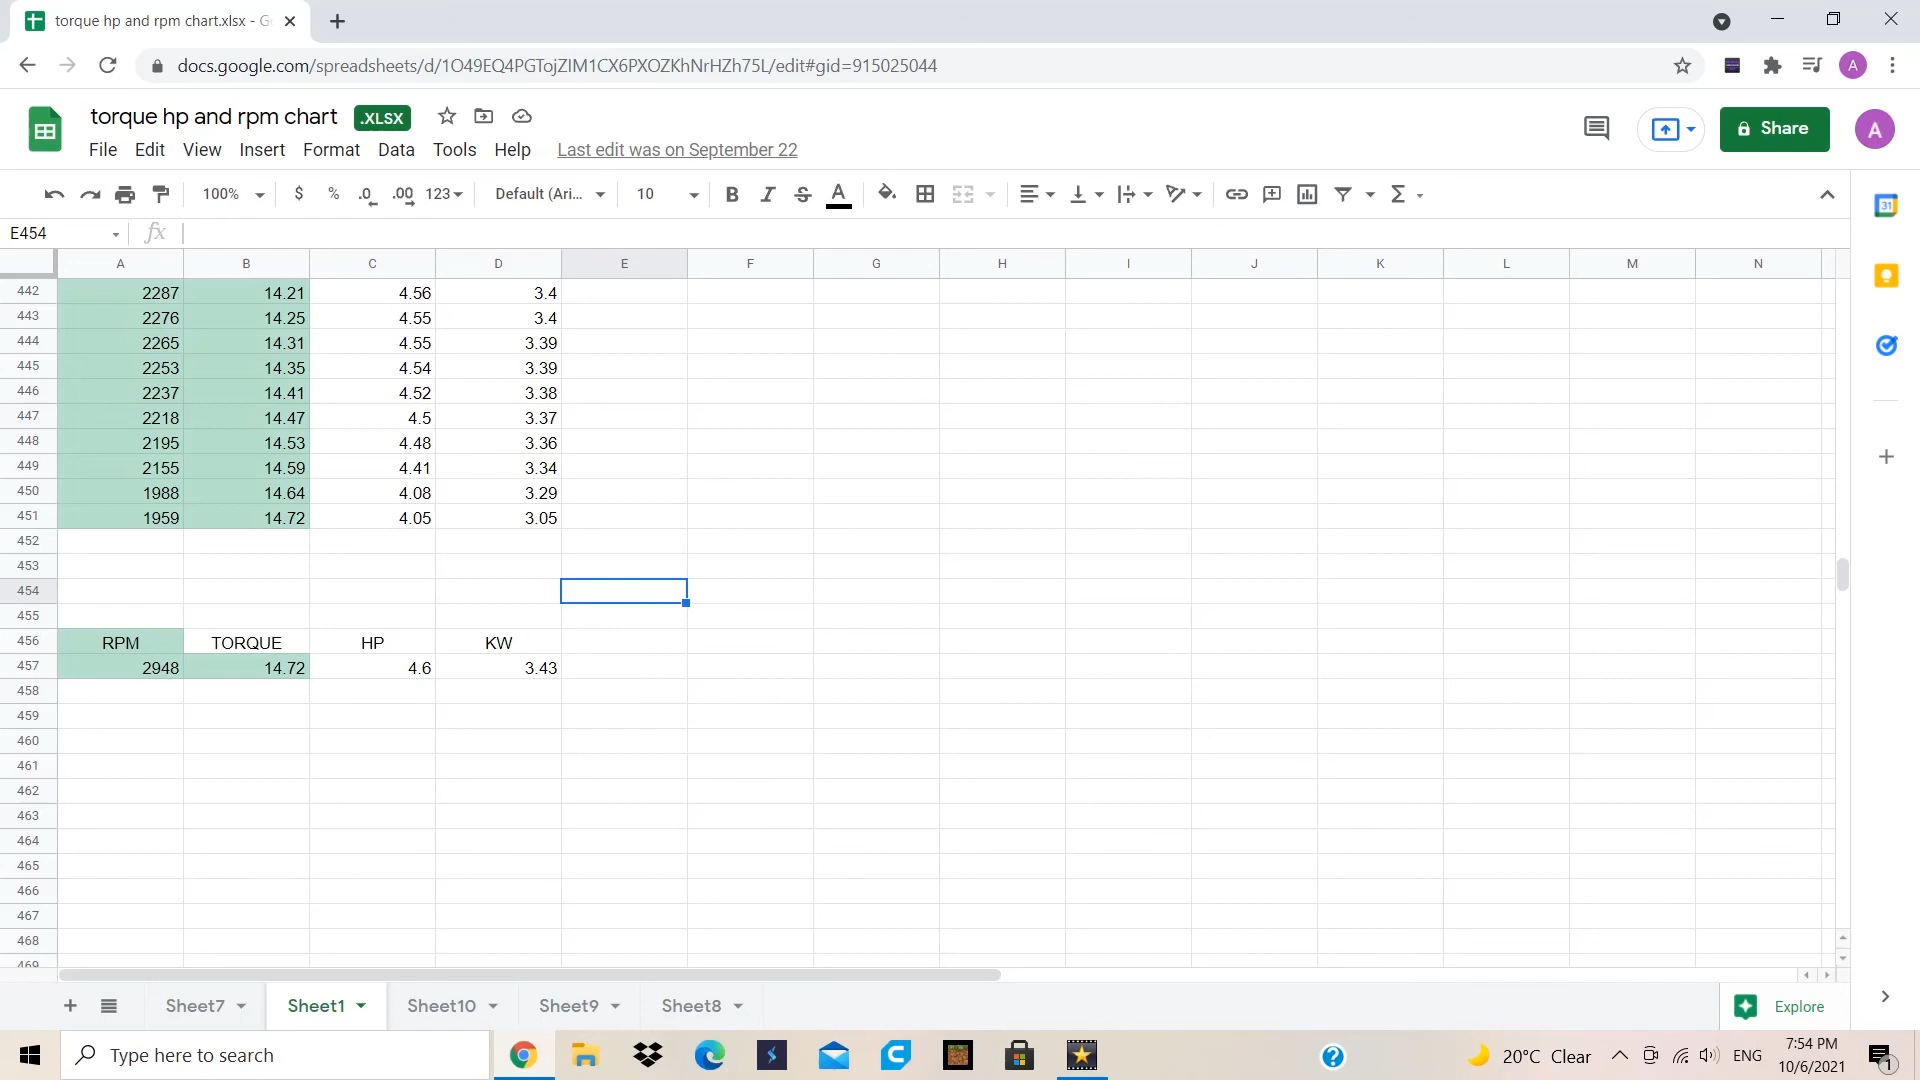 torque hp and rpm chart.xlsx - G
docs.google.com/spreadsheets/d/1O49EQ4PGTojZIM1CX6PXOZKhNrHZh75L/edit#gid=915025044
A
torque hp and rpm chart .XLSX
File Edit View Insert Format Data Tools Help Last edit was on September 22
Share
A
100% $ % .0 .00 123 Default (Ari... 10 B I S A
31
E454 fx
A B C D E F G H I J K L M N
442 2287 14.21 4.56 3.4
443 2276 14.25 4.55 3.4
444 2265 14.31 4.55 3.39
445 2253 14.35 4.54 3.39
446 2237 14.41 4.52 3.38
447 2218 14.47 4.5 3.37
448 2195 14.53 4.48 3.36
449 2155 14.59 4.41 3.34
450 1988 14.64 4.08 3.29
451 1959 14.72 4.05 3.05
452
453
454
455
456 RPM TORQUE HP KW
457 2948 14.72 4.6 3.43
458
459
460
461
462
463
464
465
466
467
468
469
Sheet7 Sheet1 Sheet10 Sheet9 Sheet8 Explore
Type here to search
20°C Clear ENG
7:54 PM
10/6/2021
1